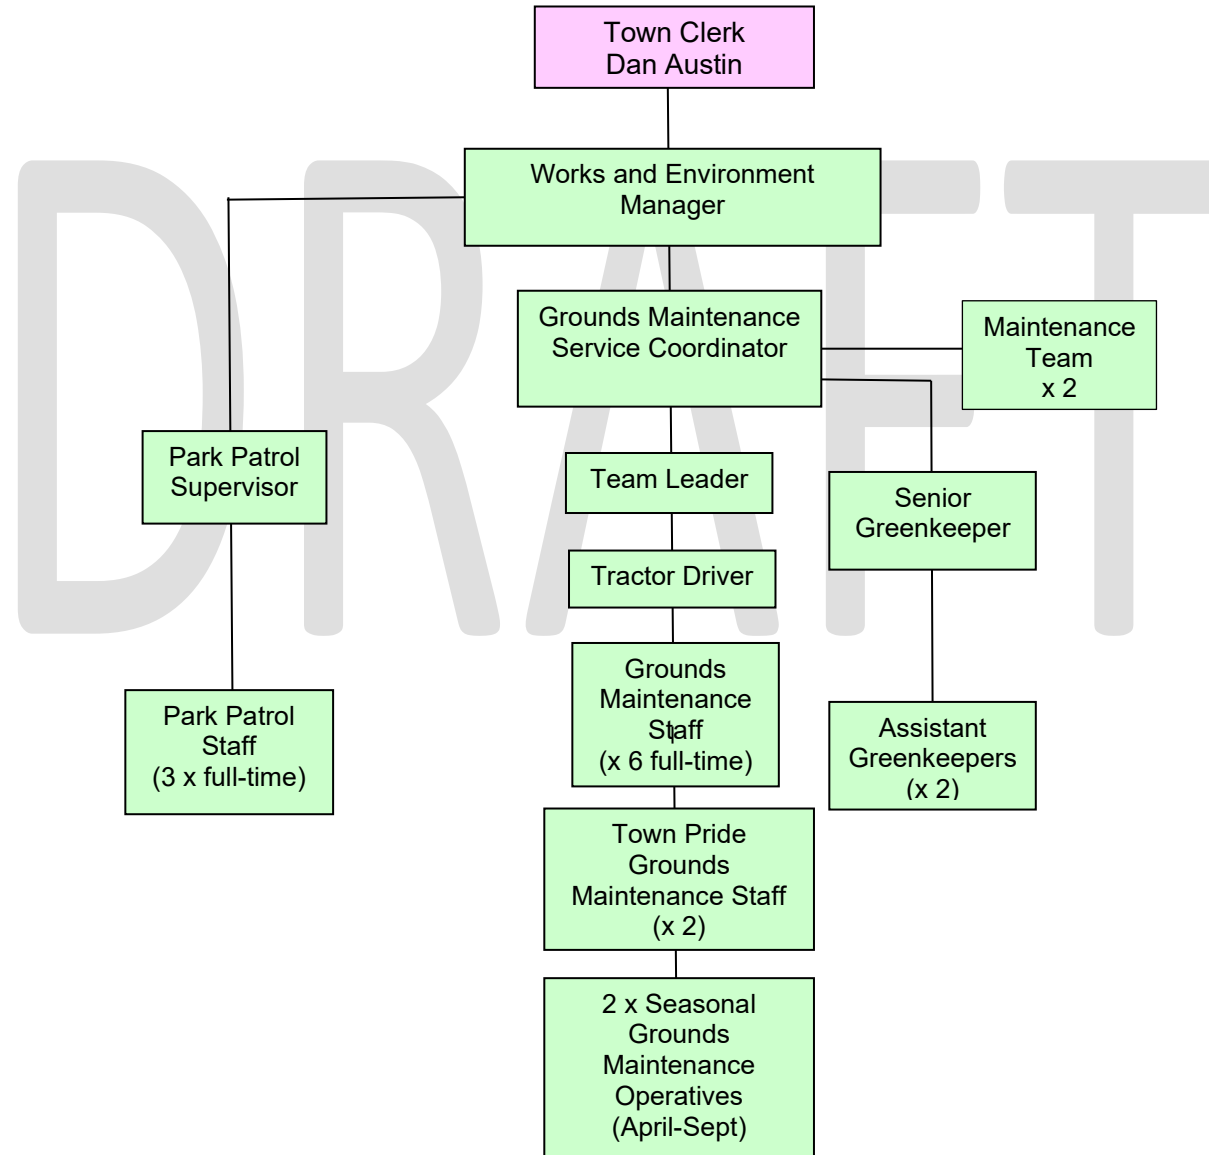 Town Clerk
Dan Austin
DRAFT
Works and Environment
Manager
Grounds Maintenance
Service Coordinator
Maintenance
Team
x 2
Park Patrol
Supervisor
Team Leader
Senior
Greenkeeper
Tractor Driver
Grounds
Maintenance
Staff
(x 6 full-time)
Park Patrol
Staff
(3 x full-time)
Assistant
Greenkeepers
(x 2)
Town Pride
Grounds
Maintenance Staff
(x 2)
2 x Seasonal
Grounds
Maintenance
Operatives
(April-Sept)